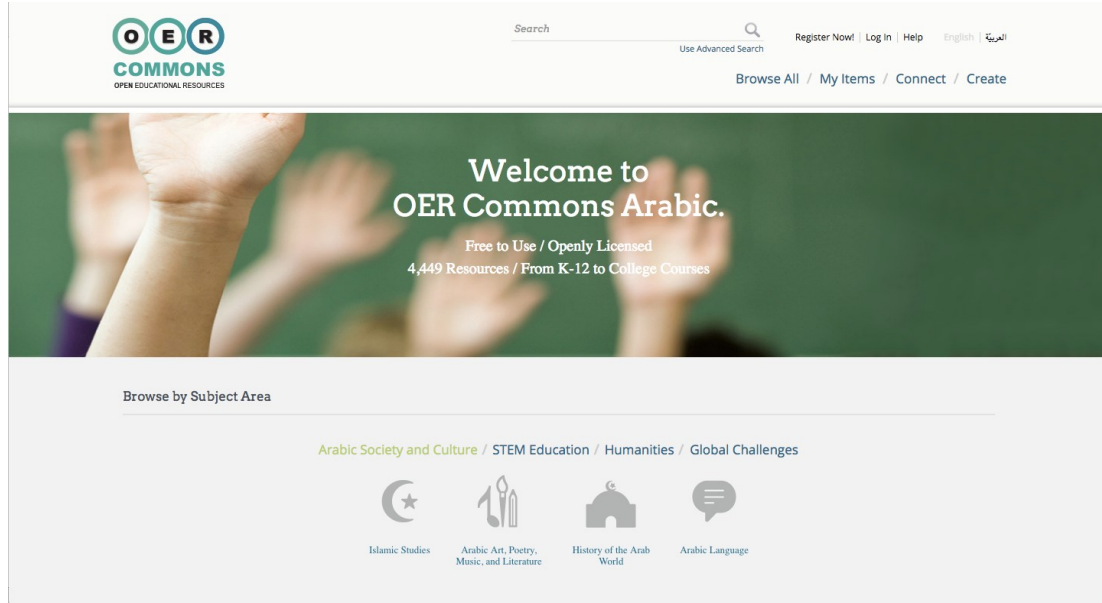 OER
COMMONS
OPEN EDUCATIONAL RESOURCES
Search
Use Advanced Search
Register Now! | Log In | Help English | العربيّة
Browse All / My Items / Connect / Create
Welcome to
OER Commons Arabic.
Free to Use / Openly Licensed
4,449 Resources / From K-12 to College Courses
Browse by Subject Area
Arabic Society and Culture / STEM Education / Humanities / Global Challenges
Islamic Studies
Arabic Art, Poetry,
Music, and Literature
History of the Arab
World
Arabic Language